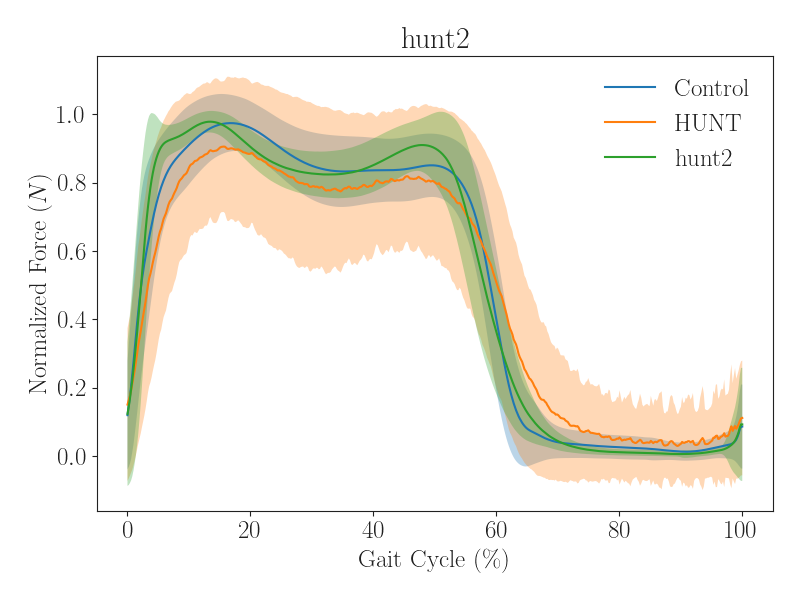 hunt2
Control
HUNT
hunt2
Normalized Force (N)
1.0
0.8
0.6
0.4
0.2
0.0
0 20 40 60 80 100
Gait Cycle (%)